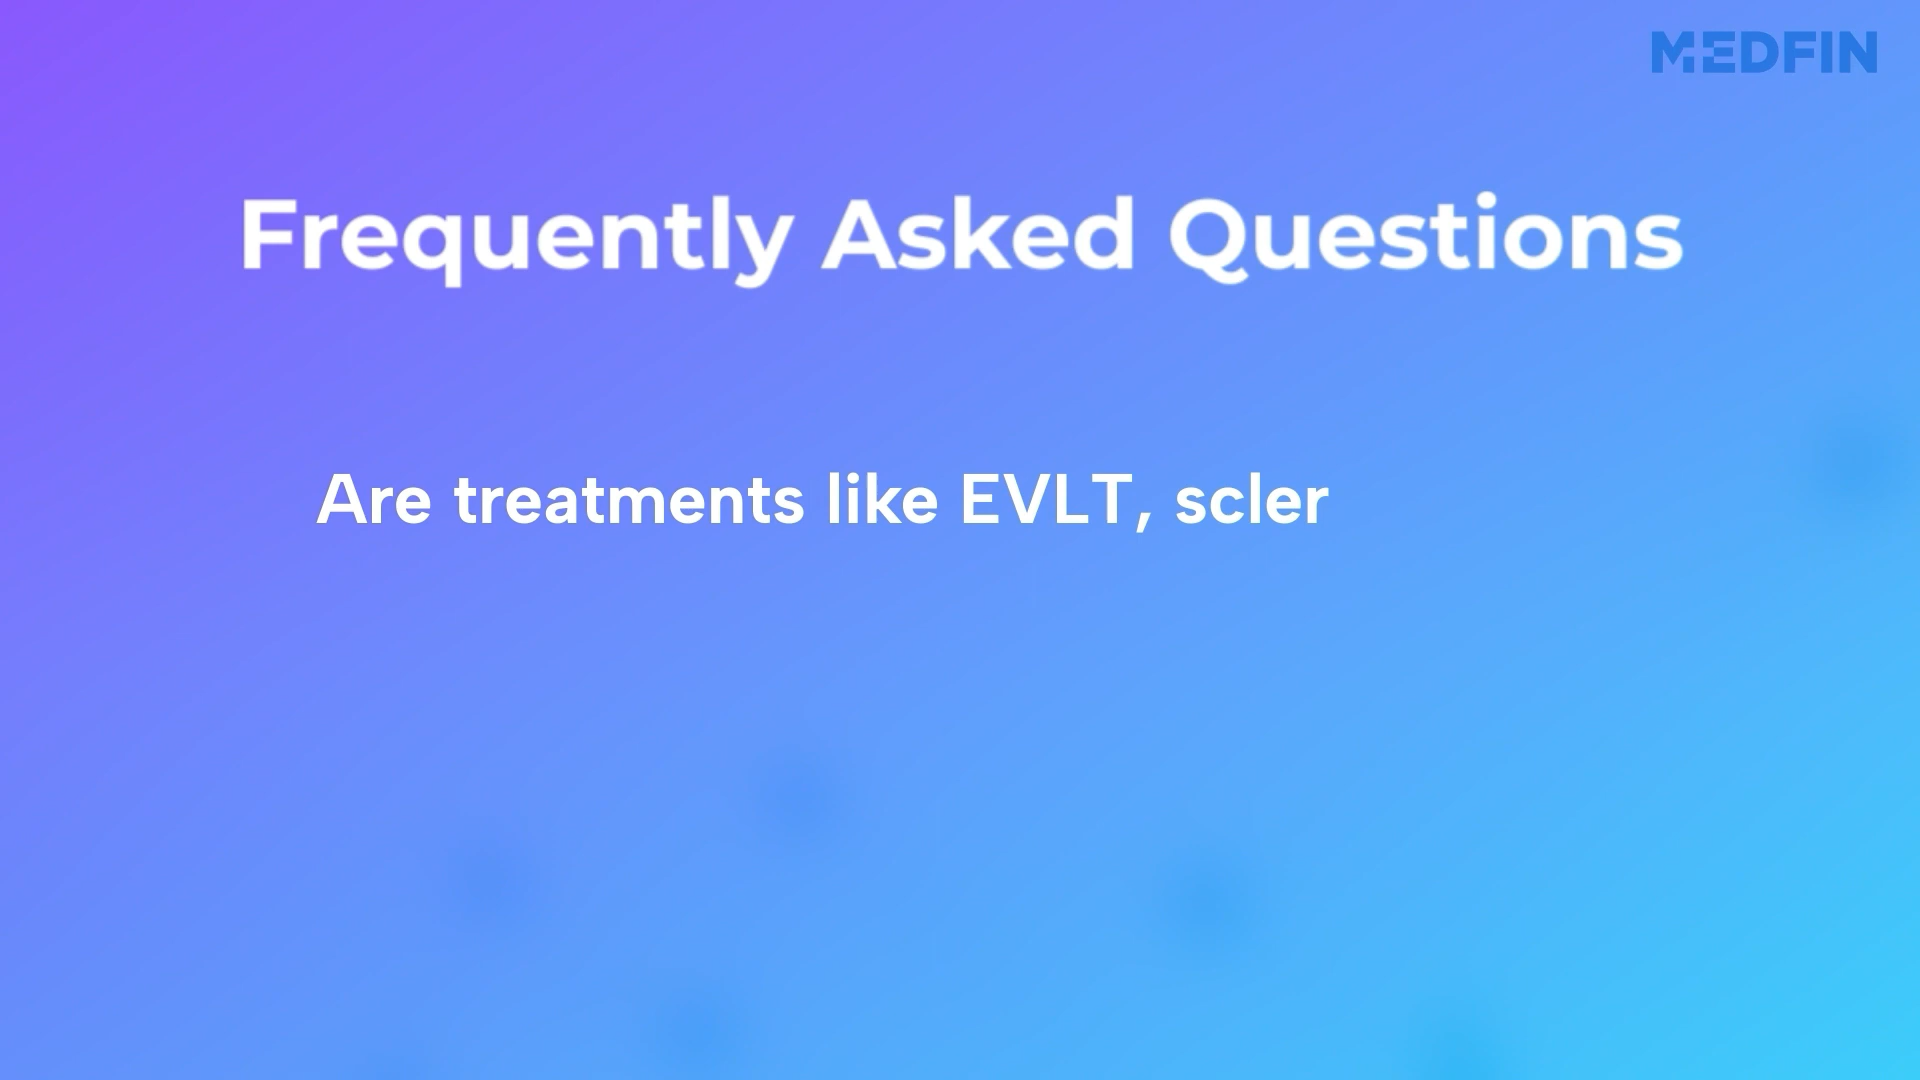 MEDFIN
Frequently Asked Questions
Are treatments like EVLT, scler